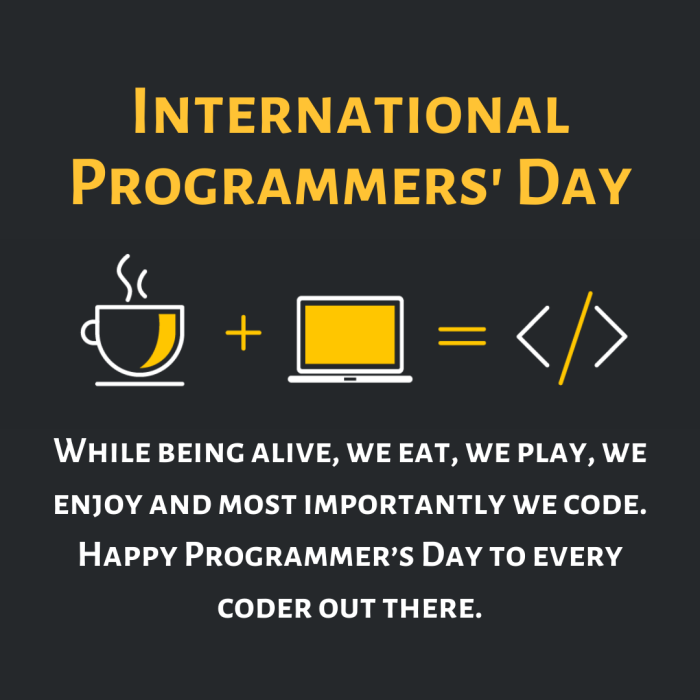 International
Programmers' Day
+ = </>
While being alive, we eat, we play, we
enjoy and most importantly we code.
Happy Programmer’s Day to every
coder out there.